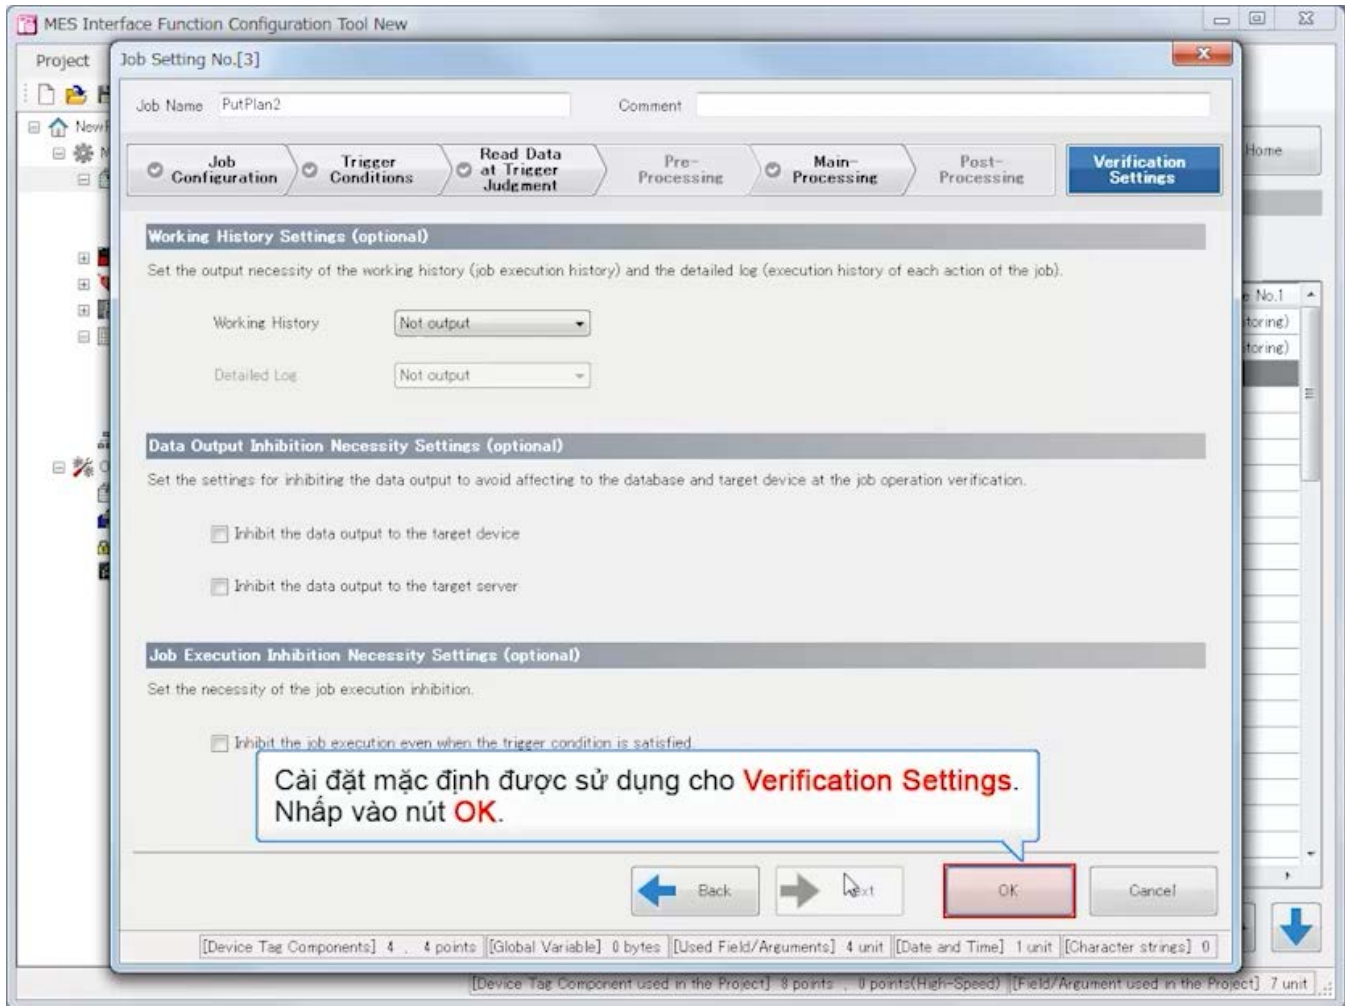 MES Interface Function Configuration Tool New
Project
Job Setting No.[3]
Job Name PutPlan2 Comment
NewP
Home
Job Configuration
Trigger Conditions
Read Data at Trigger Judgment
Pre-Processing
Main-Processing
Post-Processing
Verification Settings
Working History Settings (optional)
Set the output necessity of the working history (job execution history) and the detailed log (execution history of each action of the job).
Working History Not output
Detailed Log Not output
e No.1
toring)
toring)
Data Output Inhibition Necessity Settings (optional)
Set the settings for inhibiting the data output to avoid affecting to the database and target device at the job operation verification.
Inhibit the data output to the target device
Inhibit the data output to the target server
Job Execution Inhibition Necessity Settings (optional)
Set the necessity of the job execution inhibition.
Inhibit the job execution even when the trigger condition is satisfied.
Cài đặt mặc định được sử dụng cho Verification Settings.
Nhấp vào nút OK.
Back
OK Cancel
[Device Tag Components] 4 , 4 points [Global Variable] 0 bytes [Used Field/Arguments] 4 unit [Date and Time] 1 unit [Character strings] 0
[Device Tag Component used in the Project] 8 points , 0 points(High-Speed) [Field/Argument used in the Project] 7 unit